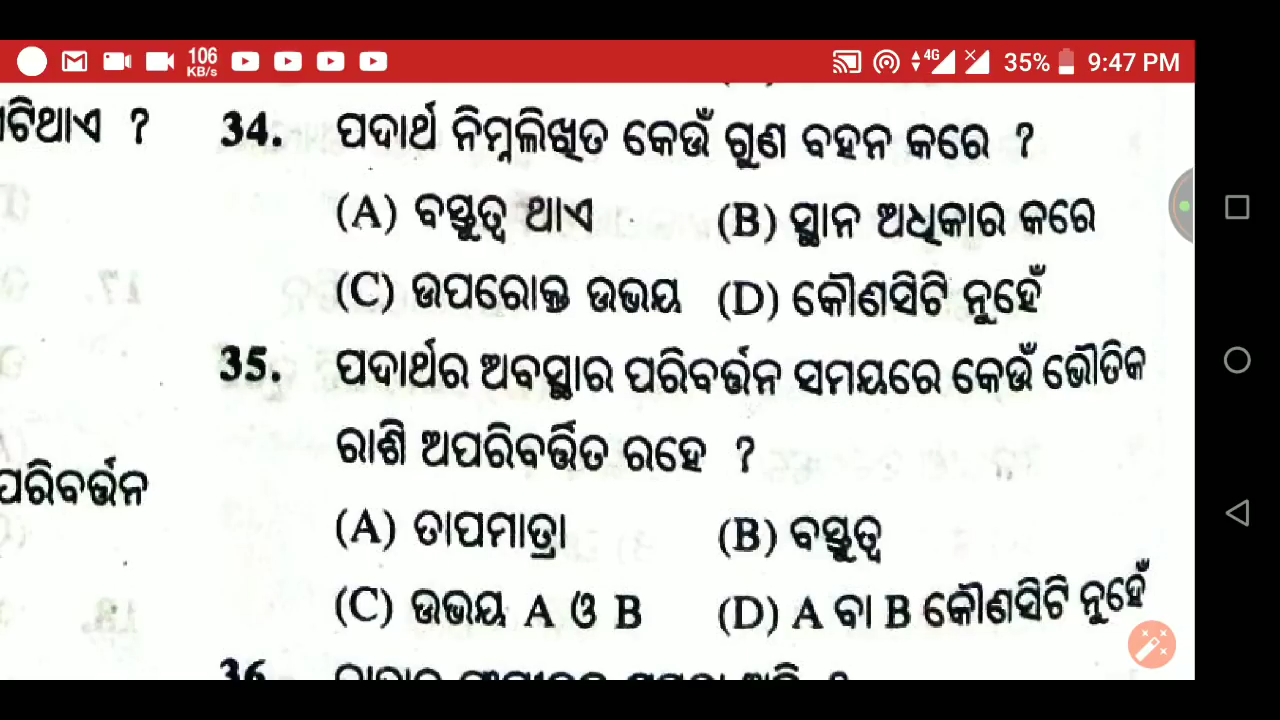 106
KB/s
4G
35%
9:47 PM
ଟିଥାଏ ?
34. ପଦାର୍ଥ ନିମ୍ନଲିଖିତ କେଉଁ ଗୁଣ ବହନ କରେ ?
(A) ବସ୍ତୁତ୍ଵ ଥାଏ (B) ସ୍ଥାନ ଅଧିକାର କରେ
(C) ଉପରୋକ୍ତ ଉଭୟ (D) କୌଣସିଟି ନୁହେଁ
35. ପଦାର୍ଥର ଅବସ୍ଥାର ପରିବର୍ତ୍ତନ ସମୟରେ କେଉଁ ଭୌତିକ
ରାଶି ଅପରିବର୍ତ୍ତିତ ରହେ ?
ପରିବର୍ତ୍ତନ
(A) ତାପମାତ୍ରା (B) ବସ୍ତୁତ୍ଵ
(C) ଉଭୟ A ଓ B (D) A ବା B କୌଣସିଟି ନୁହେଁ
36